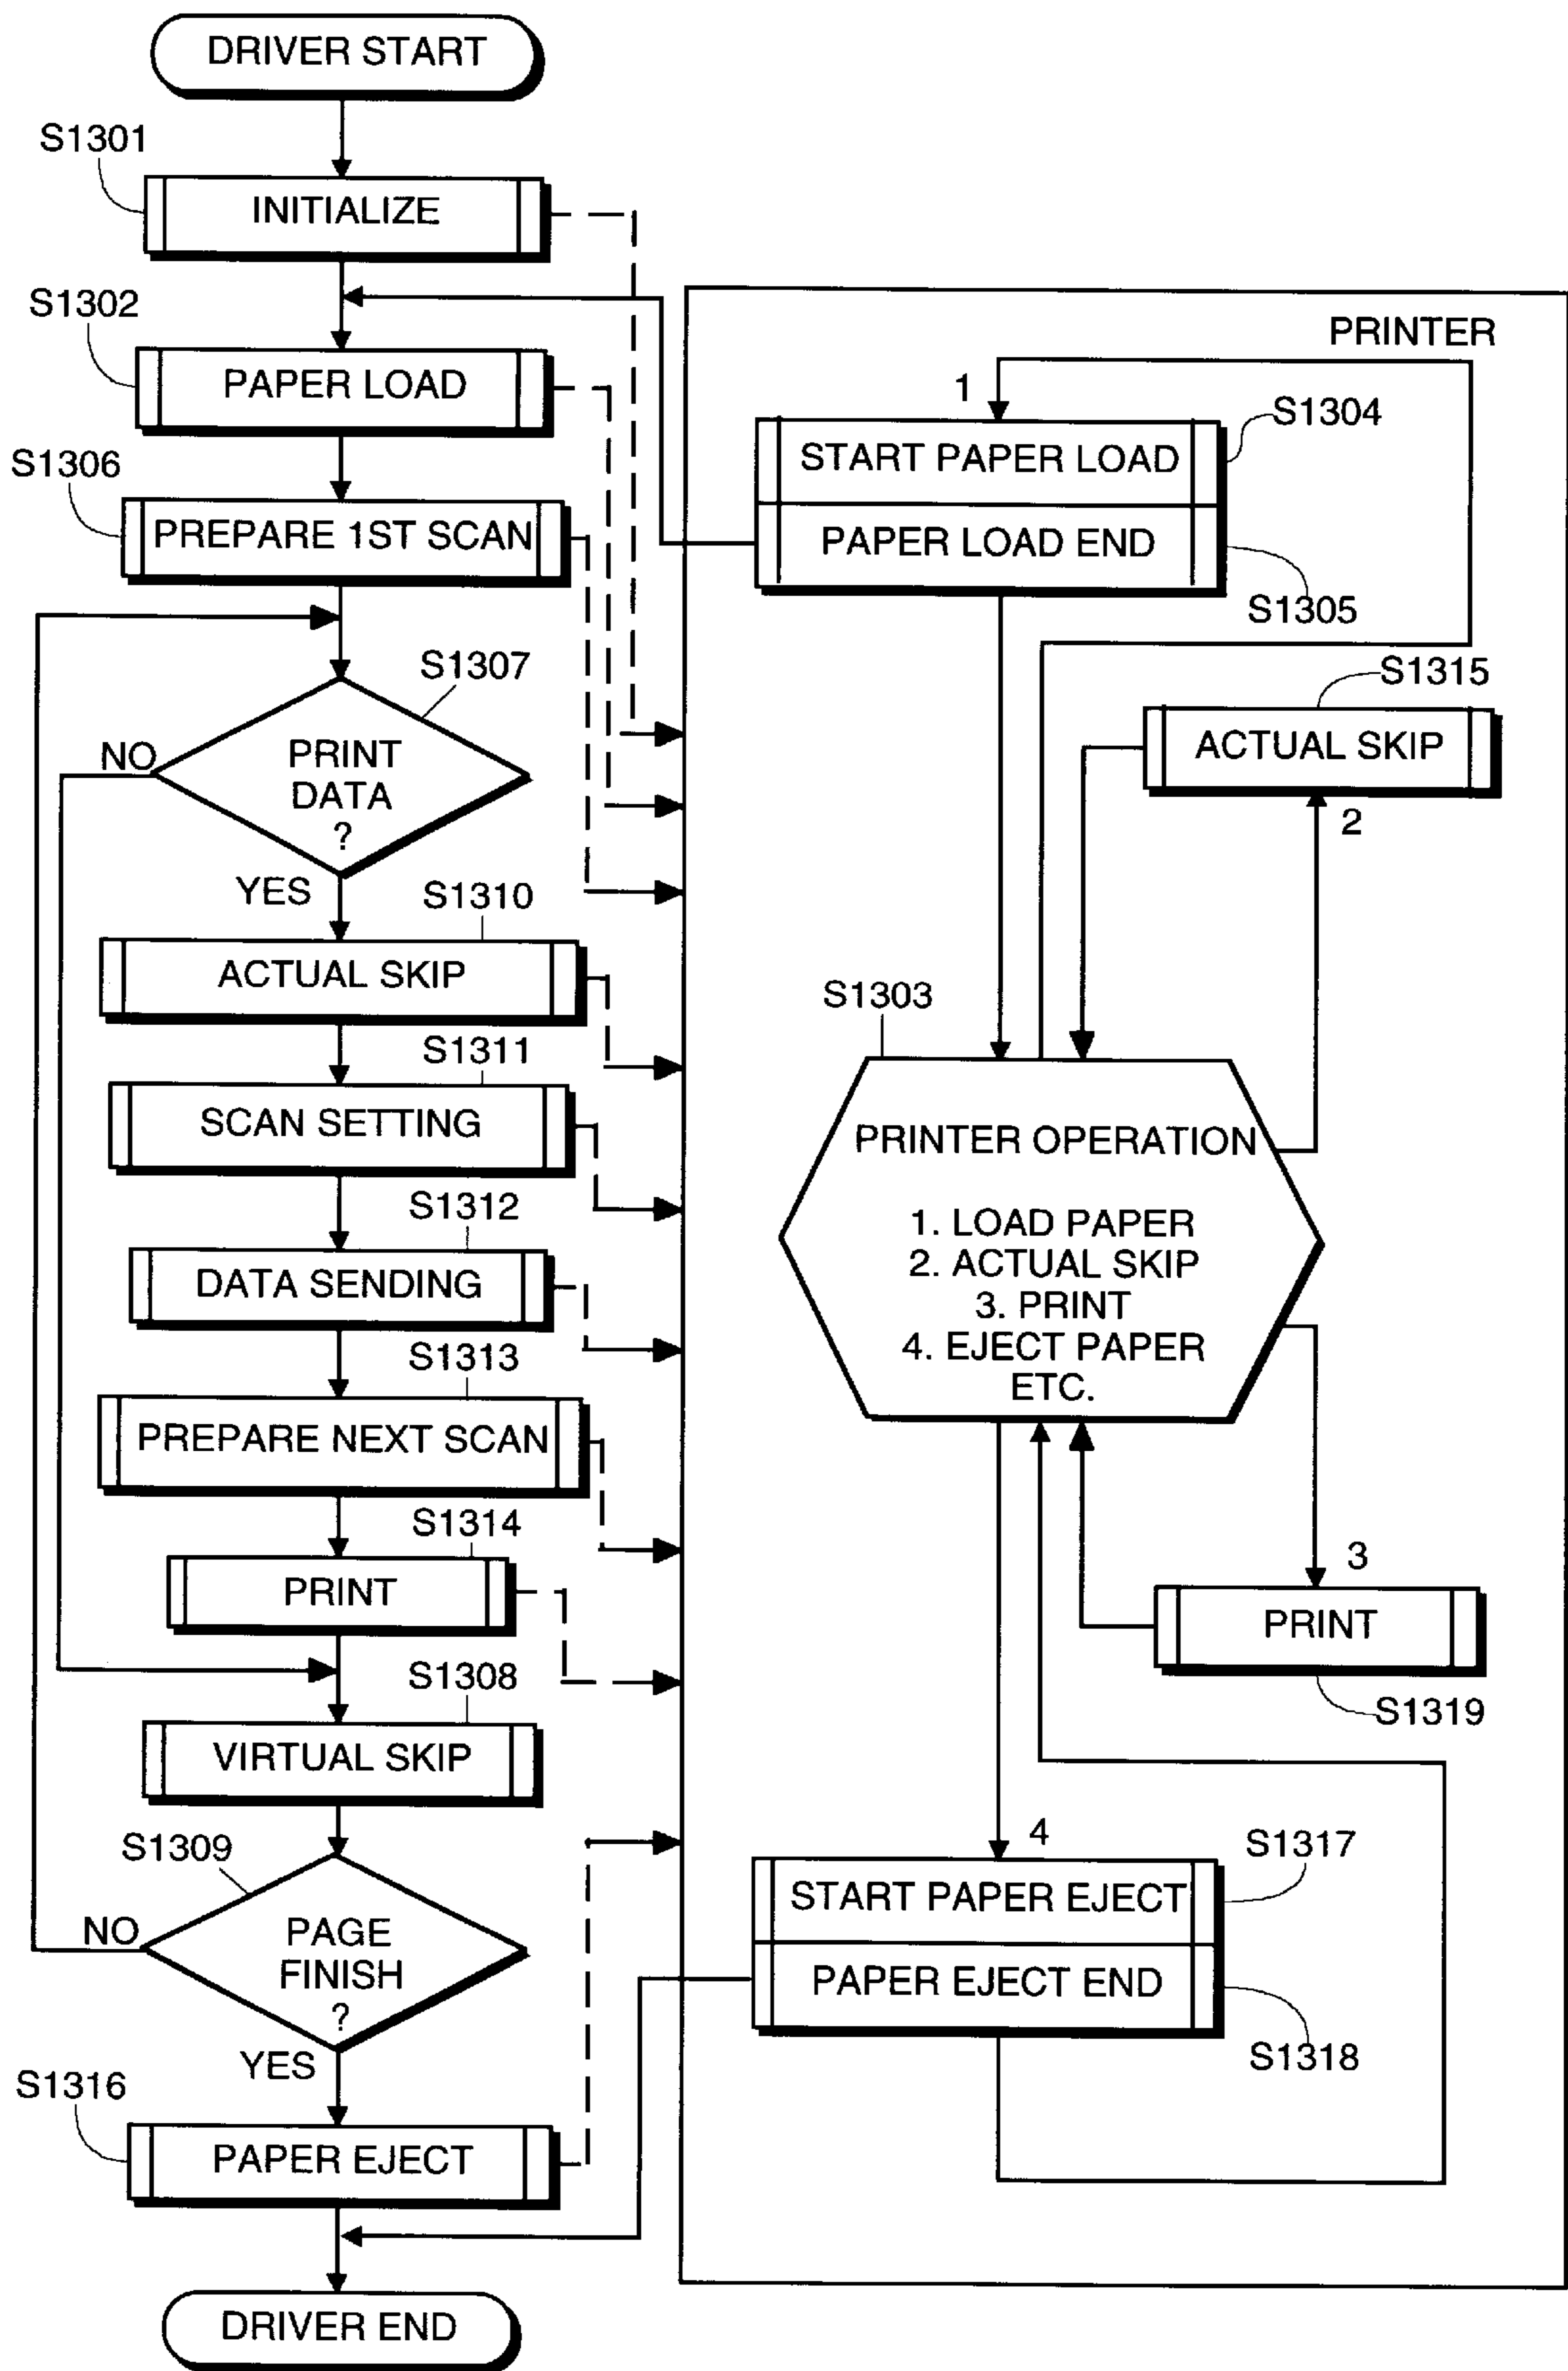 DRIVER START
S1301
INITIALIZE
S1302
PAPER LOAD
S1306
PREPARE 1ST SCAN
S1307
NO
PRINT
DATA
?
YES
S1310
ACTUAL SKIP
S1311
SCAN SETTING
S1312
DATA SENDING
S1313
PREPARE NEXT SCAN
S1314
PRINT
S1308
VIRTUAL SKIP
S1309
NO
PAGE
FINISH
?
YES
S1316
PAPER EJECT
DRIVER END
PRINTER
1
S1304
START PAPER LOAD
PAPER LOAD END
S1305
S1315
ACTUAL SKIP
2
S1303
PRINTER OPERATION
1. LOAD PAPER
2. ACTUAL SKIP
3. PRINT
4. EJECT PAPER
ETC.
3
PRINT
S1319
4
S1317
START PAPER EJECT
PAPER EJECT END
S1318